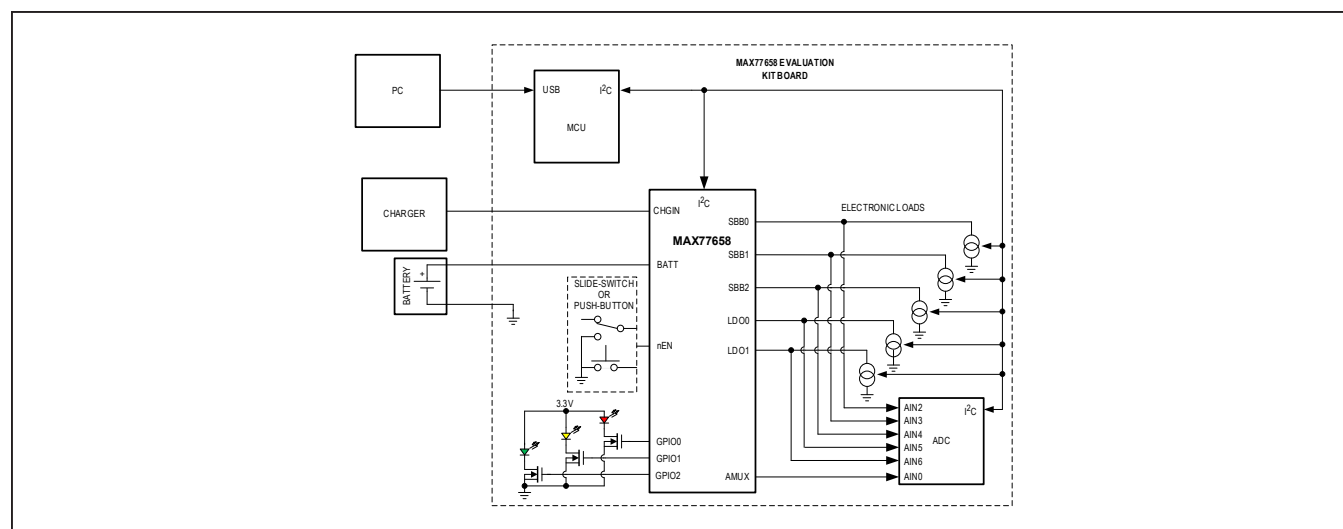 MAX77658 EVALUATION
KIT BOARD
PC
USB
I2C
MCU
CHARGER
CHGIN
I2C
MAX77658
SBB0
ELECTRONIC LOADS
BATTERY
+
BATT
SBB1
SLIDE-SWITCH
OR
PUSH-BUTTON
SBB2
LDO0
nEN
LDO1
3.3V
GPIO0
GPIO1
GPIO2
AMUX
AIN2
I2C
AIN3
AIN4
ADC
AIN5
AIN6
AIN0